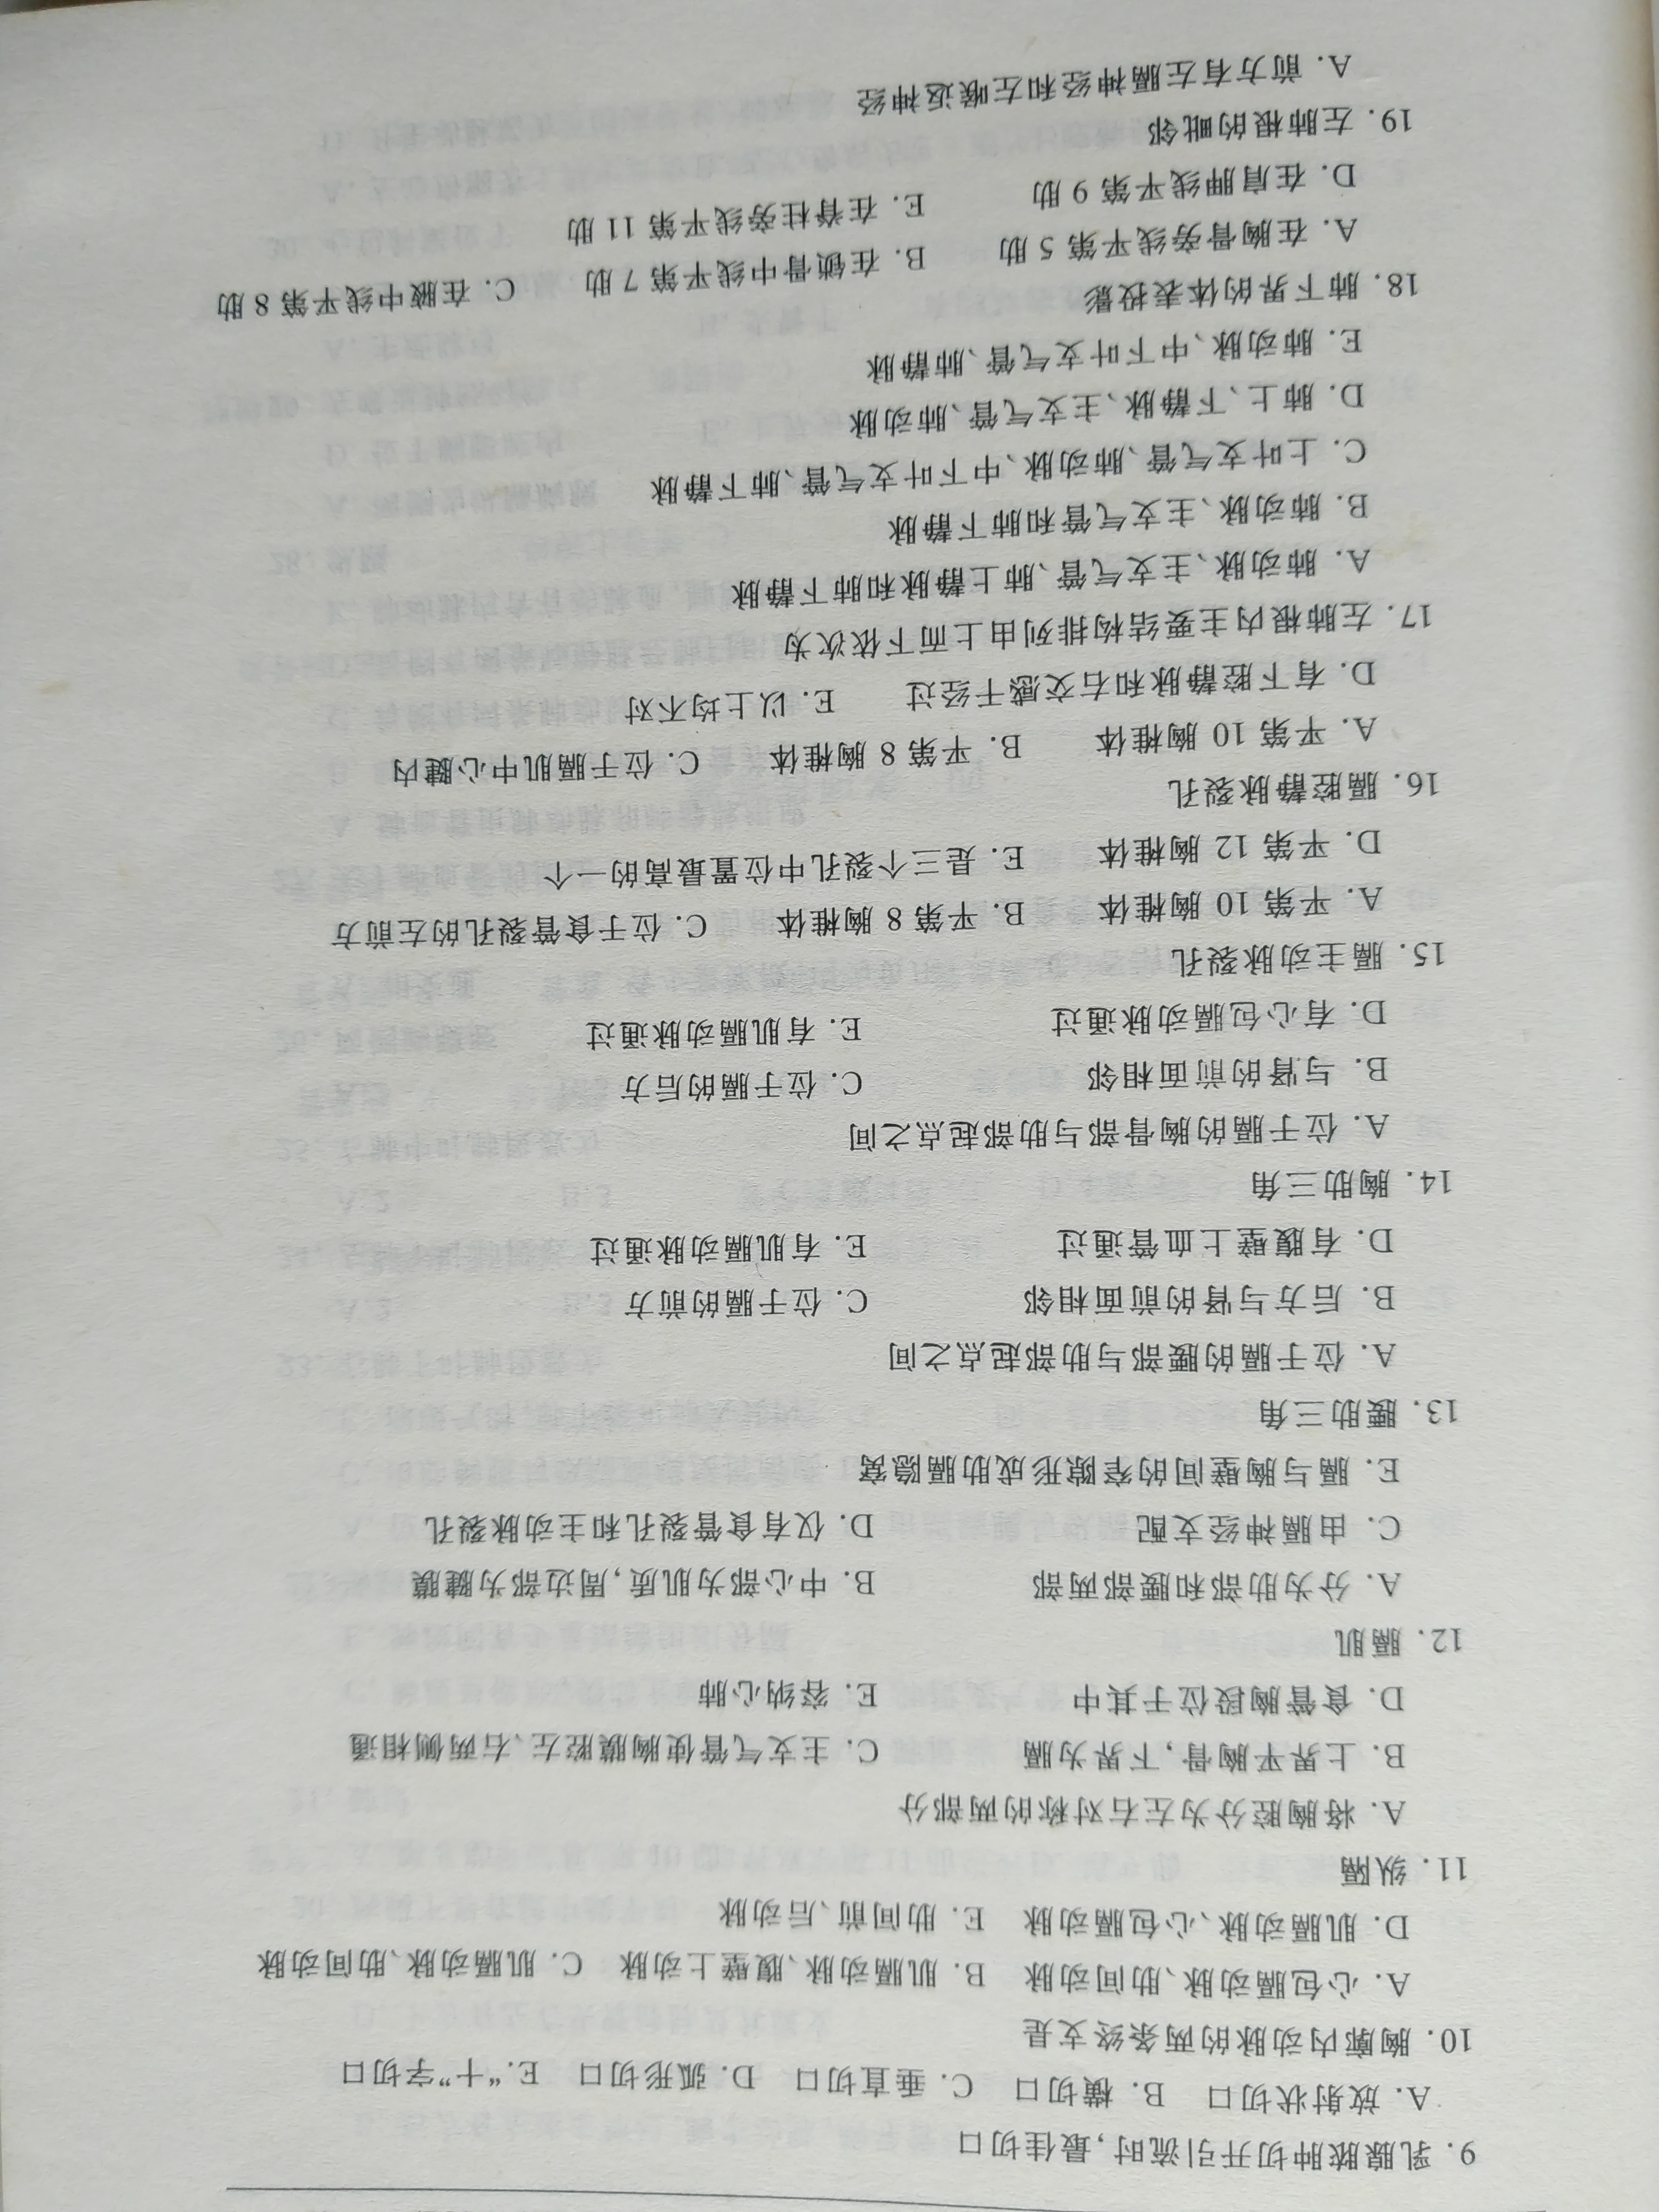 9. 乳腺脓肿切开引流时,最佳切口
A. 放射状切口 B. 横切口 C. 垂直切口 D. 弧形切口 E. “十”字切口
10. 胸廓内动脉的两条终支是
A. 心包膈动脉、肋间动脉 B. 肌膈动脉、腹壁上动脉 C. 肌膈动脉、肋间动脉
D. 肌膈动脉、心包膈动脉 E. 肋间前、后动脉
11. 纵隔
A. 将胸腔分为左右对称的两部分
B. 上界平胸骨,下界为膈 C. 主支气管使胸膜腔左、右两侧相通
D. 食管胸段位于其中 E. 容纳心肺
12. 膈肌
A. 分为肋部和腰部两部 B. 中心部为肌质,周边部为腱膜
C. 由膈神经支配 D. 仅有食管裂孔和主动脉裂孔
E. 膈与胸壁间的窄隙形成肋膈隐窝
13. 腰肋三角
A. 位于膈的腰部与肋部起点之间
B. 后方与肾的前面相邻 C. 位于膈的前方
D. 有腹壁上血管通过 E. 有肌膈动脉通过
14. 胸肋三角
A. 位于膈的胸骨部与肋部起点之间
B. 与肾的前面相邻 C. 位于膈的后方
D. 有心包膈动脉通过 E. 有肌膈动脉通过
15. 膈主动脉裂孔
A. 平第 10 胸椎体 B. 平第 8 胸椎体 C. 位于食管裂孔的左前方
D. 平第 12 胸椎体 E. 是三个裂孔中位置最高的一个
16. 膈腔静脉裂孔
A. 平第 10 胸椎体 B. 平第 8 胸椎体 C. 位于膈肌中心腱内
D. 有下腔静脉和右交感干经过 E. 以上均不对
17. 左肺根内主要结构排列由上而下依次为
A. 肺动脉、主支气管、肺上静脉和肺下静脉
B. 肺动脉、主支气管和肺下静脉
C. 上叶支气管、肺动脉、中下叶支气管、肺下静脉
D. 肺上、下静脉、主支气管、肺动脉
E. 肺动脉、中下叶支气管、肺静脉
18. 肺下界的体表投影
A. 在胸骨旁线平第 5 肋 B. 在锁骨中线平第 7 肋 C. 在腋中线平第 8 肋
D. 在肩胛线平第 9 肋 E. 在脊柱旁线平第 11 肋
19. 左肺根的毗邻
A. 前方有左膈神经和左喉返神经